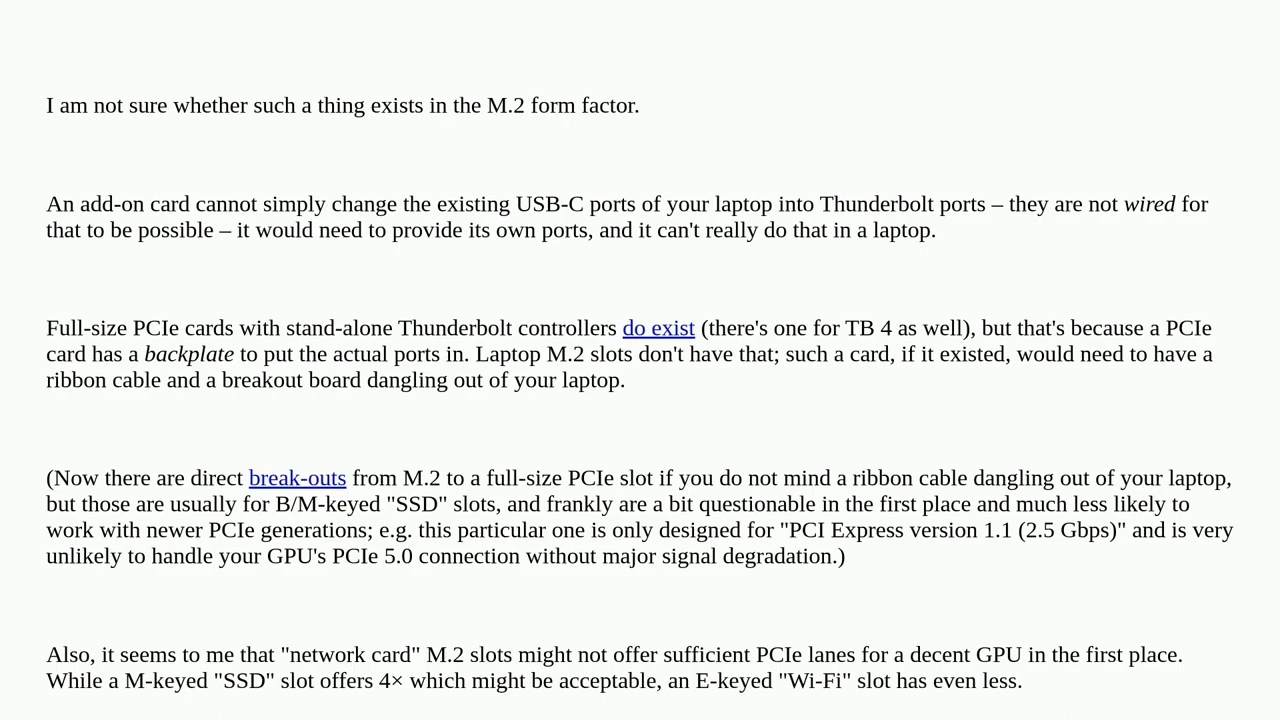 I am not sure whether such a thing exists in the M.2 form factor.
An add-on card cannot simply change the existing USB-C ports of your laptop into Thunderbolt ports – they are not wired for
that to be possible – it would need to provide its own ports, and it can't really do that in a laptop.
Full-size PCIe cards with stand-alone Thunderbolt controllers do exist (there's one for TB 4 as well), but that's because a PCIe
card has a backplate to put the actual ports in. Laptop M.2 slots don't have that; such a card, if it existed, would need to have a
ribbon cable and a breakout board dangling out of your laptop.
(Now there are direct break-outs from M.2 to a full-size PCIe slot if you do not mind a ribbon cable dangling out of your laptop,
but those are usually for B/M-keyed "SSD" slots, and frankly are a bit questionable in the first place and much less likely to
work with newer PCIe generations; e.g. this particular one is only designed for "PCI Express version 1.1 (2.5 Gbps)" and is very
unlikely to handle your GPU's PCIe 5.0 connection without major signal degradation.)
Also, it seems to me that "network card" M.2 slots might not offer sufficient PCIe lanes for a decent GPU in the first place.
While a M-keyed "SSD" slot offers 4× which might be acceptable, an E-keyed "Wi-Fi" slot has even less.